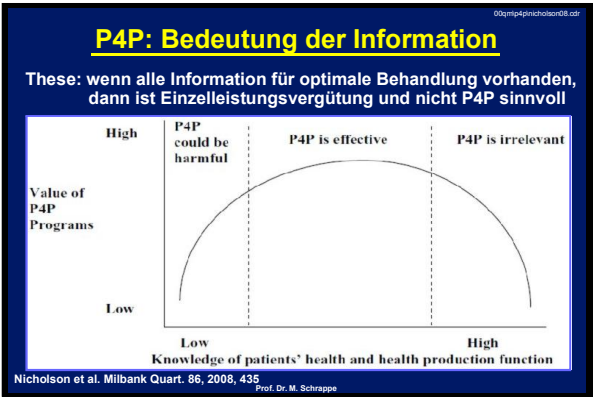 00qm\p4p\nicholson08.cdr
P4P: Bedeutung der Information
These: wenn alle Information für optimale Behandlung vorhanden,
dann ist Einzelleistungsvergütung und nicht P4P sinnvoll
High
P4P
could be
harmful
P4P is effective
P4P is irrelevant
Value of
P4P
Programs
Low
Low
High
Knowledge of patients' health and health production function
Nicholson et al. Milbank Quart. 86, 2008, 435
Prof. Dr. M. Schrappe